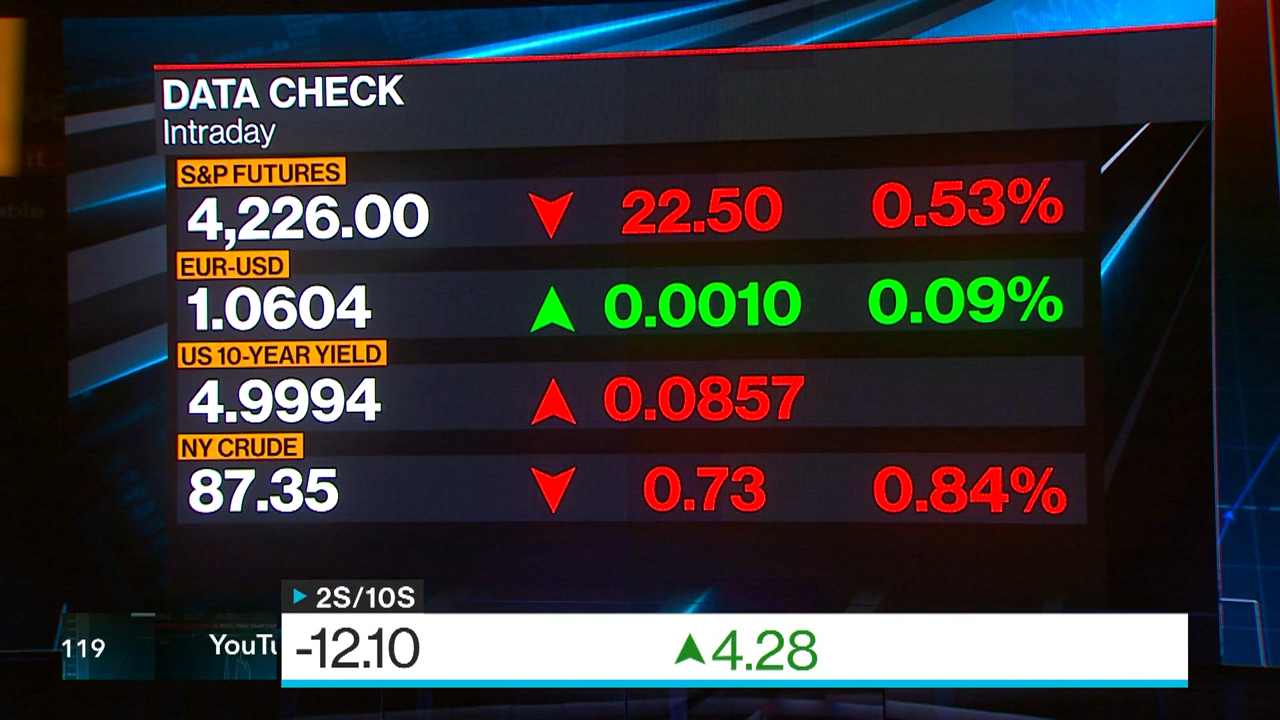 DATA CHECK
Intraday
S&P FUTURES
4,226.00 ▼ 22.50 0.53%
EUR-USD
1.0604 ▲ 0.0010 0.09%
US 10-YEAR YIELD
4.9994 ▲ 0.0857
NY CRUDE
87.35 ▼ 0.73 0.84%
2S/10S
119 YouTu -12.10 ▲4.28